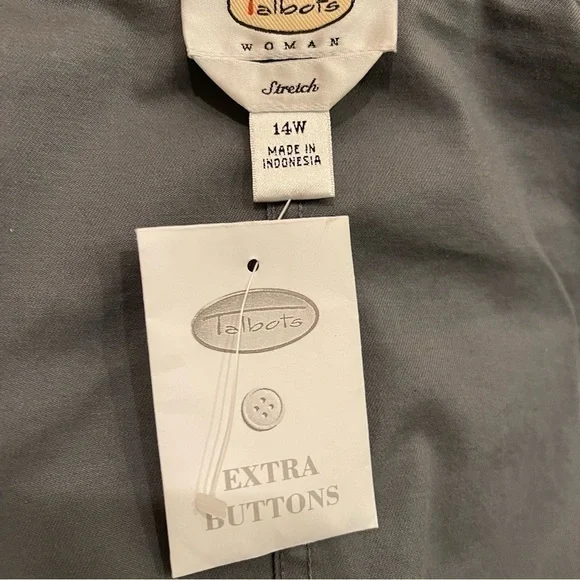 Talbots
WOMAN
Stretch
14W
MADE IN
INDONESIA
Talbots
EXTRA
BUTTONS